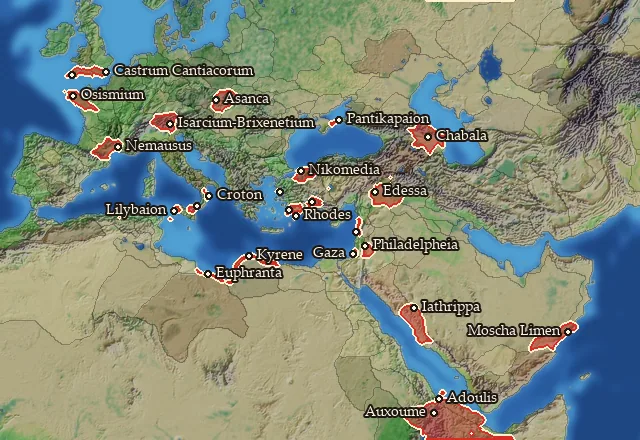 Castrum Cantiacorum
Osismium
Asanca
Isarcium-Brixenetium
Pantikapaion
Chabala
Nemausus
Nikomedia
Edessa
Croton
Lilybaion
Rhodes
Gaza
Philadelpheia
Kyrene
Euphranta
Iathrippa
Moscha Limen
Adoulis
Auxoume